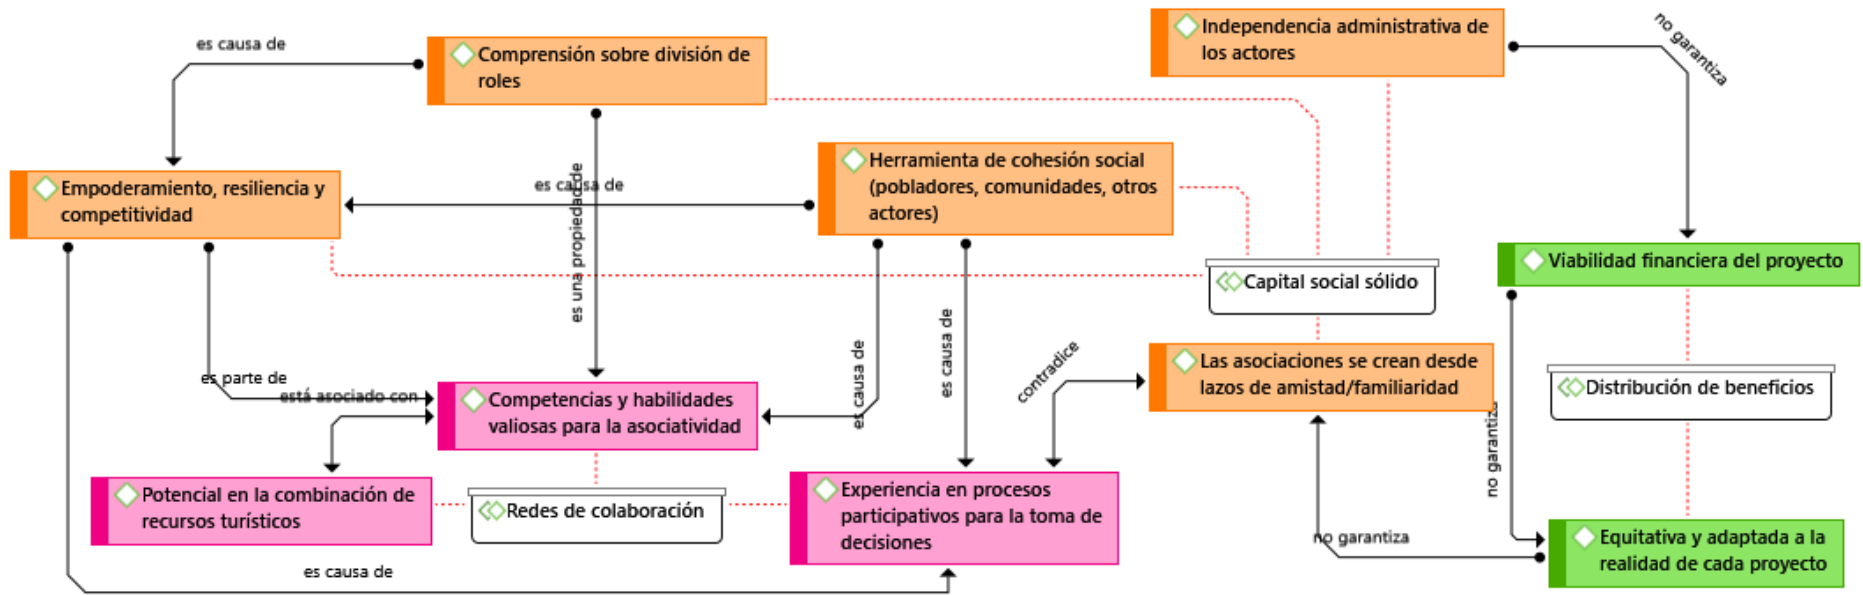 Independencia administrativa de
los actores
no garantiza
es causa de
Comprensión sobre división de
roles
Herramienta de cohesión social
(pobladores, comunidades, otros
actores)
es causa de
Empoderamiento, resiliencia y
competitividad
es una propiedad de
Viabilidad financiera del proyecto
Capital social sólido
es causa de
es causa de
contradice
Las asociaciones se crean desde
lazos de amistad/familiaridad
Distribución de beneficios
no garantiza
es parte de
está asociado con
Competencias y habilidades
valiosas para la asociatividad
Potencial en la combinación de
recursos turísticos
Redes de colaboración
Experiencia en procesos
participativos para la toma de
decisiones
no garantiza
Equitativa y adaptada a la
realidad de cada proyecto
es causa de